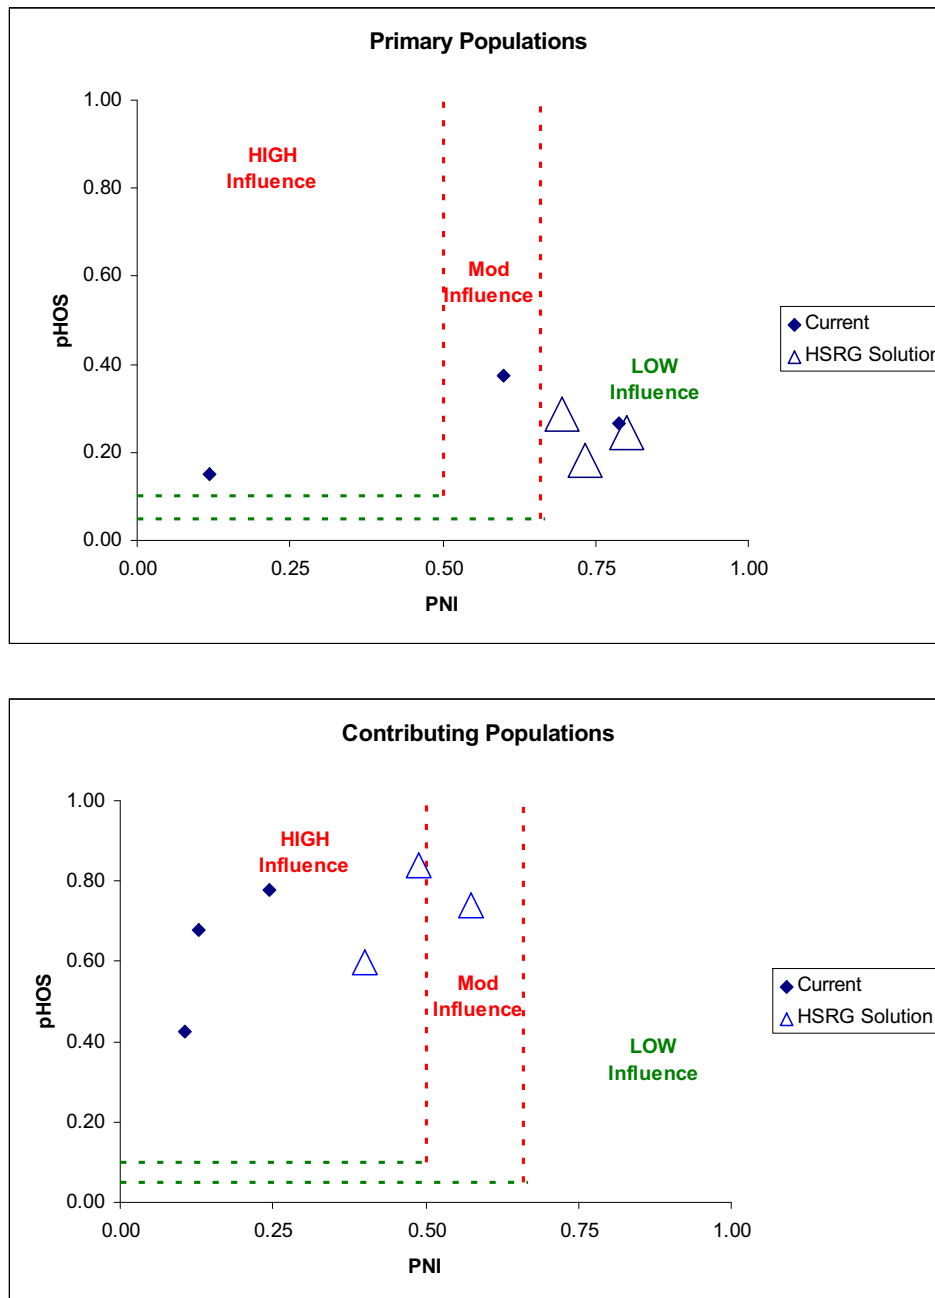 Primary Populations
1.00
HIGH
Influence
0.80
Mod
Influence
0.60
pHOS
Current
HSRG Solution
0.40
LOW
Influence
0.20
0.00
0.00 0.25 0.50 0.75 1.00
PNI
Contributing Populations
1.00
HIGH
Influence
0.80
0.60
Mod
Influence
pHOS
Current
HSRG Solution
0.40
LOW
Influence
0.20
0.00
0.00 0.25 0.50 0.75 1.00
PNI